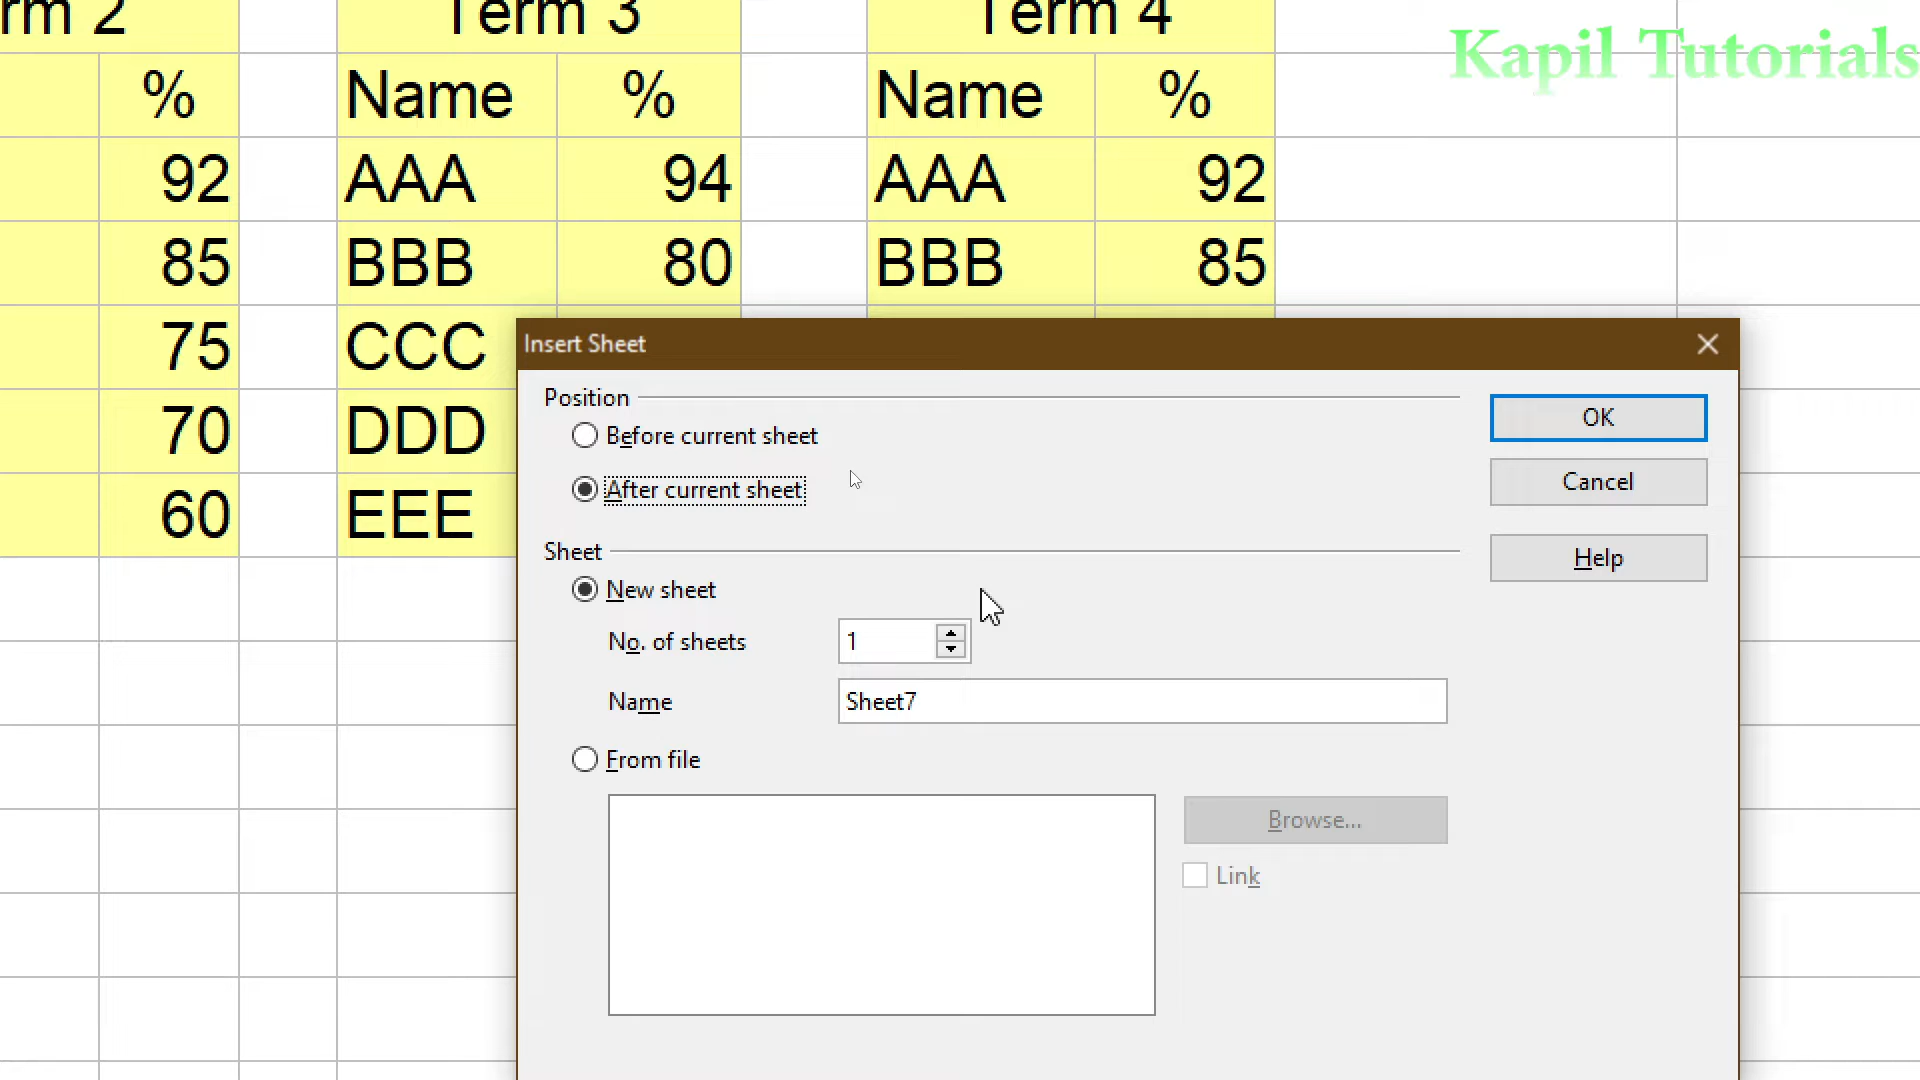 rm 2 Term 3 Term 4
Kapil Tutorials
% Name % Name %
92 AAA 94 AAA 92
85 BBB 80 BBB 85
75 CCC
70 DDD
60 EEE
Insert Sheet
Position
Before current sheet
After current sheet
OK
Cancel
Help
Sheet
New sheet
No. of sheets 1
Name Sheet7
From file
Browse...
Link